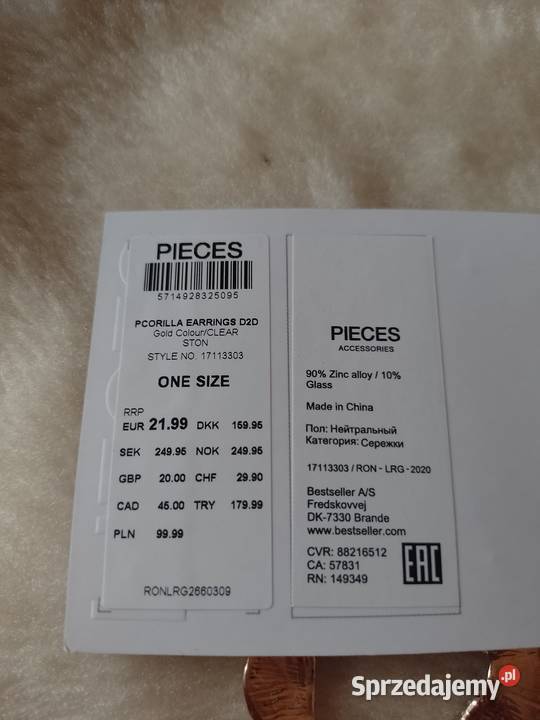 PIECES
5714928325095
PCORILLA EARRINGS D2D
Gold Colour/CLEAR
STON
STYLE NO. 17113303
ONE SIZE
RRP
EUR 21.99 DKK 159.95
SEK 249.95 NOK 249.95
GBP 20.00 CHF 29.90
CAD 45.00 TRY 179.99
PLN 99.99
RONLRG2660309
PIECES
ACCESSORIES
90% Zinc alloy / 10%
Glass
Made in China
Пол: Нейтральный
Категория: Сережки
17113303 / RON - LRG - 2020
Bestseller A/S
Fredskovvej
DK-7330 Brande
www.bestseller.com
CVR: 88216512
CA: 57831
RN: 149349
EAC
Sprzedajemy.pl